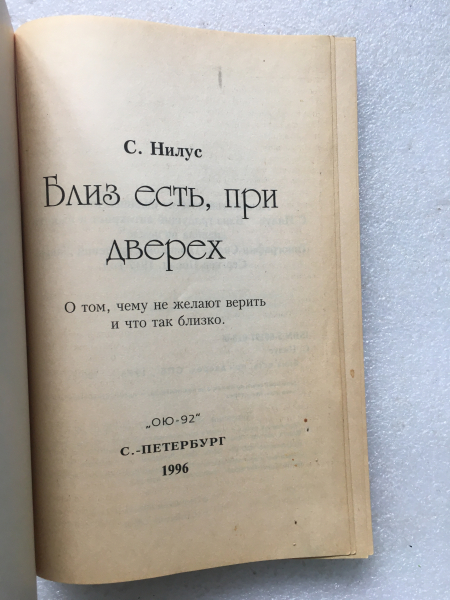 С. Нилус
Близ есть, при
дверех
О том, чему не желают верить
и что так близко.
„ОЮ-92“
С.-ПЕТЕРБУРГ
1996